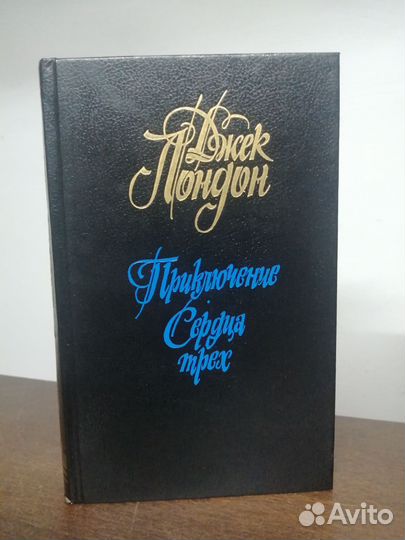 Джек
Лондон
Приключение
Сердца
трех
Avito